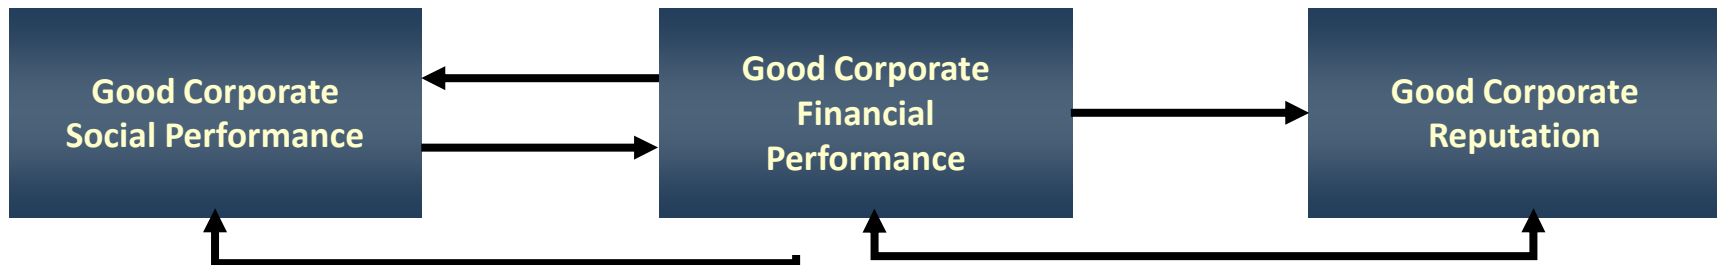 Good Corporate
Social Performance
Good Corporate
Financial
Performance
Good Corporate
Reputation